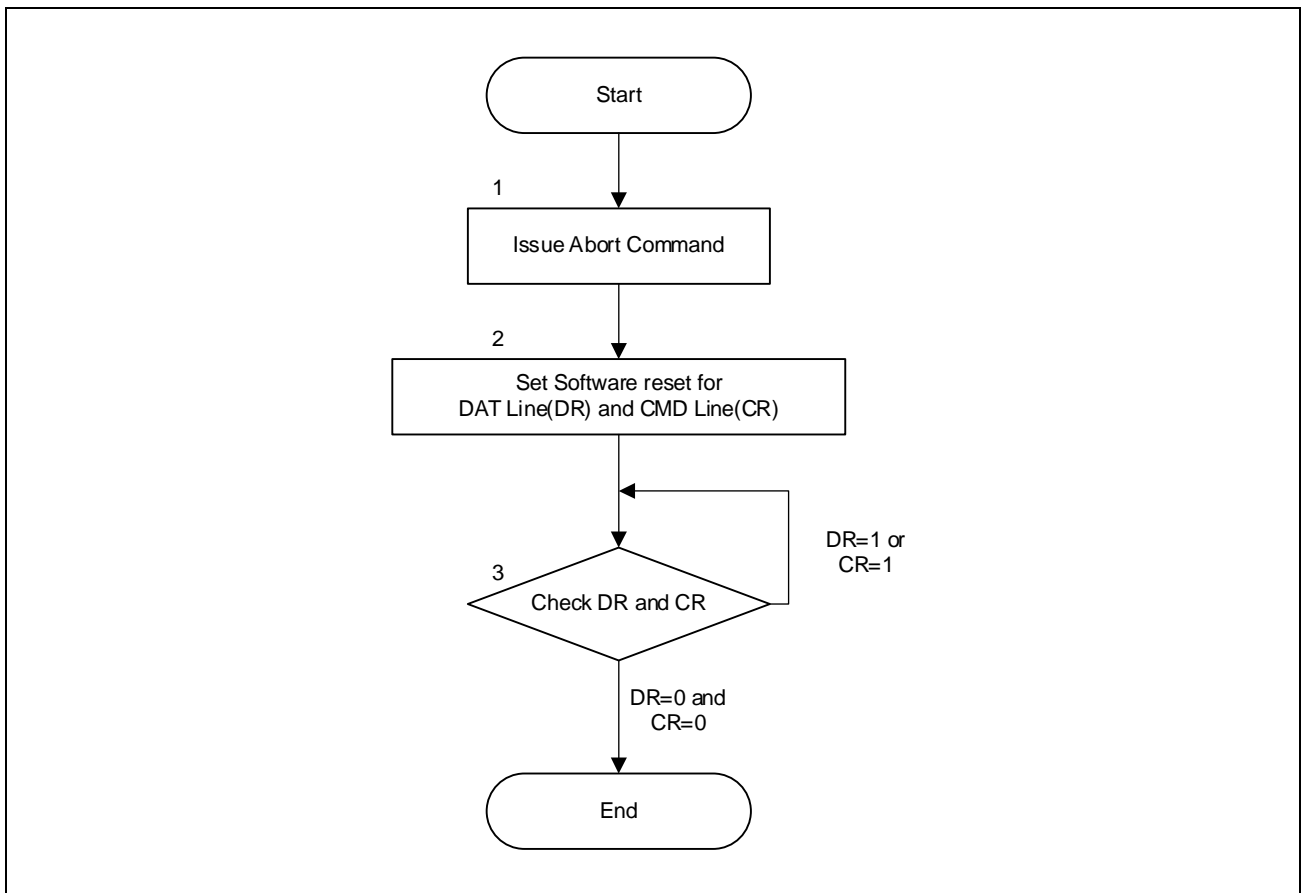 Start
1
Issue Abort Command
2
Set Software reset for
DAT Line(DR) and CMD Line(CR)
DR=1 or
CR=1
3
Check DR and CR
DR=0 and
CR=0
End